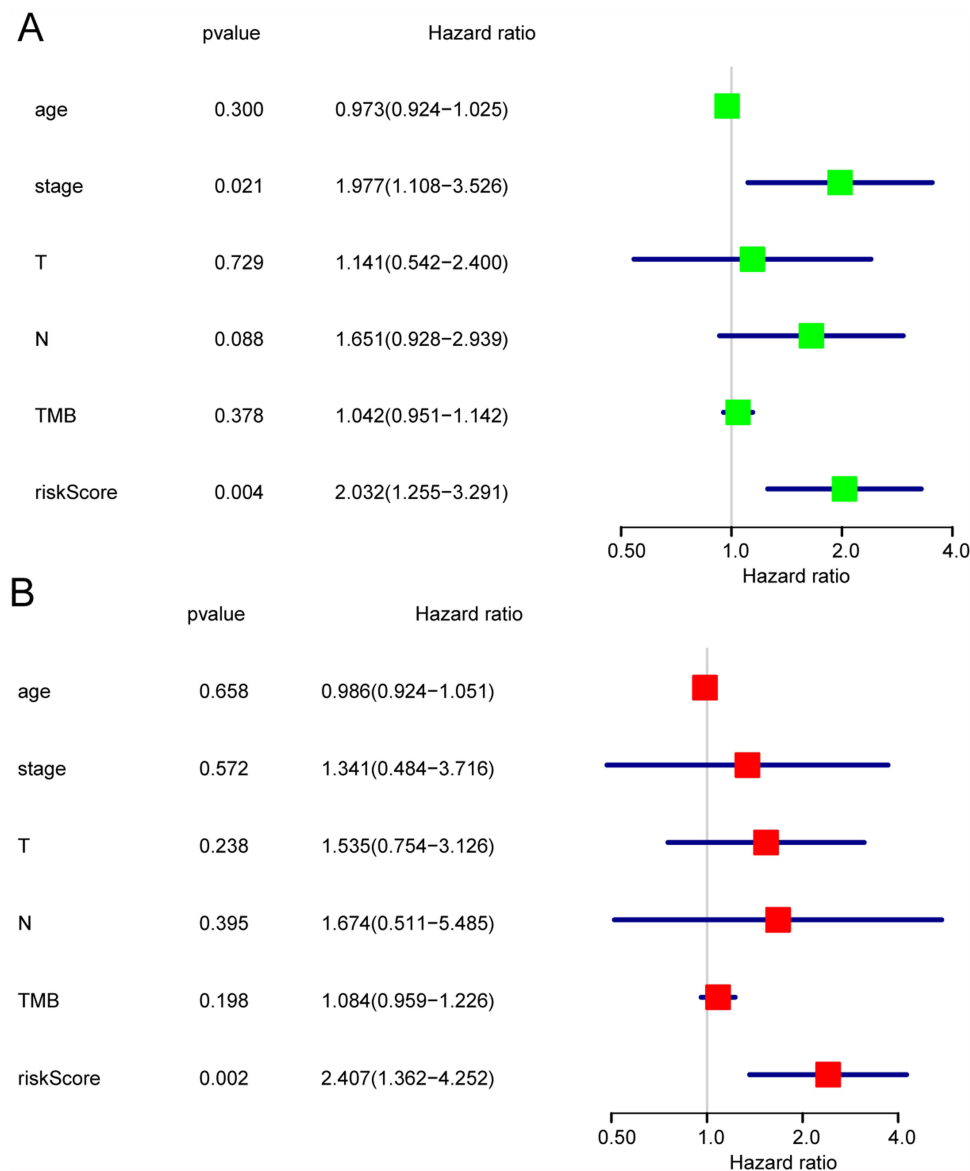 A
pvalue Hazard ratio
age 0.300 0.973(0.924−1.025)
stage 0.021 1.977(1.108−3.526)
T 0.729 1.141(0.542−2.400)
N 0.088 1.651(0.928−2.939)
TMB 0.378 1.042(0.951−1.142)
riskScore 0.004 2.032(1.255−3.291)
0.50 1.0 2.0 4.0
Hazard ratio
B
pvalue Hazard ratio
age 0.658 0.986(0.924−1.051)
stage 0.572 1.341(0.484−3.716)
T 0.238 1.535(0.754−3.126)
N 0.395 1.674(0.511−5.485)
TMB 0.198 1.084(0.959−1.226)
riskScore 0.002 2.407(1.362−4.252)
0.50 1.0 2.0 4.0
Hazard ratio